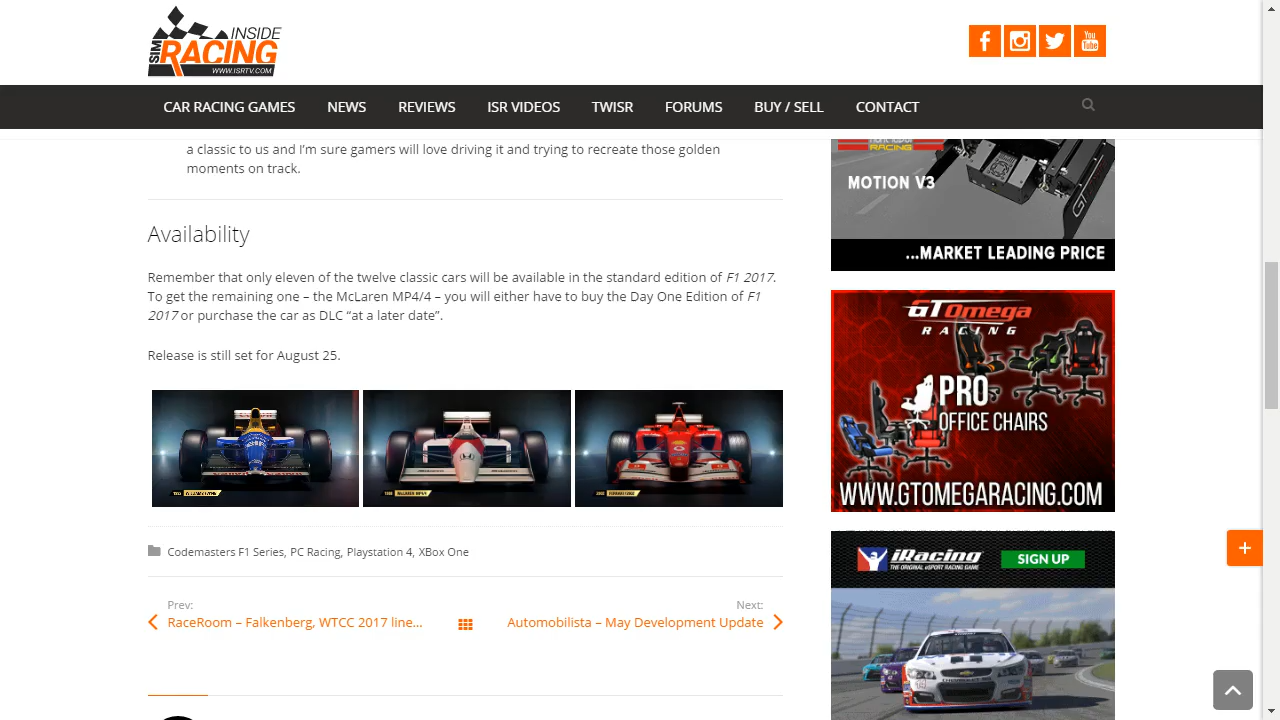 INSIDE
SIM RACING
WWW.ISRTV.COM
CAR RACING GAMES
NEWS
REVIEWS
ISR VIDEOS
TWISR
FORUMS
BUY / SELL
CONTACT
a classic to us and I'm sure gamers will love driving it and trying to recreate those golden
moments on track.
Availability
Remember that only eleven of the twelve classic cars will be available in the standard edition of F1 2017.
To get the remaining one – the McLaren MP4/4 – you will either have to buy the Day One Edition of F1
2017 or purchase the car as DLC “at a later date”.
Release is still set for August 25.
Codemasters F1 Series, PC Racing, Playstation 4, XBox One
Prev:
RaceRoom – Falkenberg, WTCC 2017 line...
Next:
Automobilista – May Development Update
RACING
MOTION V3
GT
...MARKET LEADING PRICE
GTOmega
RACING
PRO
OFFICE CHAIRS
WWW.GTOMEGARACING.COM
iRacing
THE ORIGINAL eSPORT RACING GAME
SIGN UP
You
Tube
+